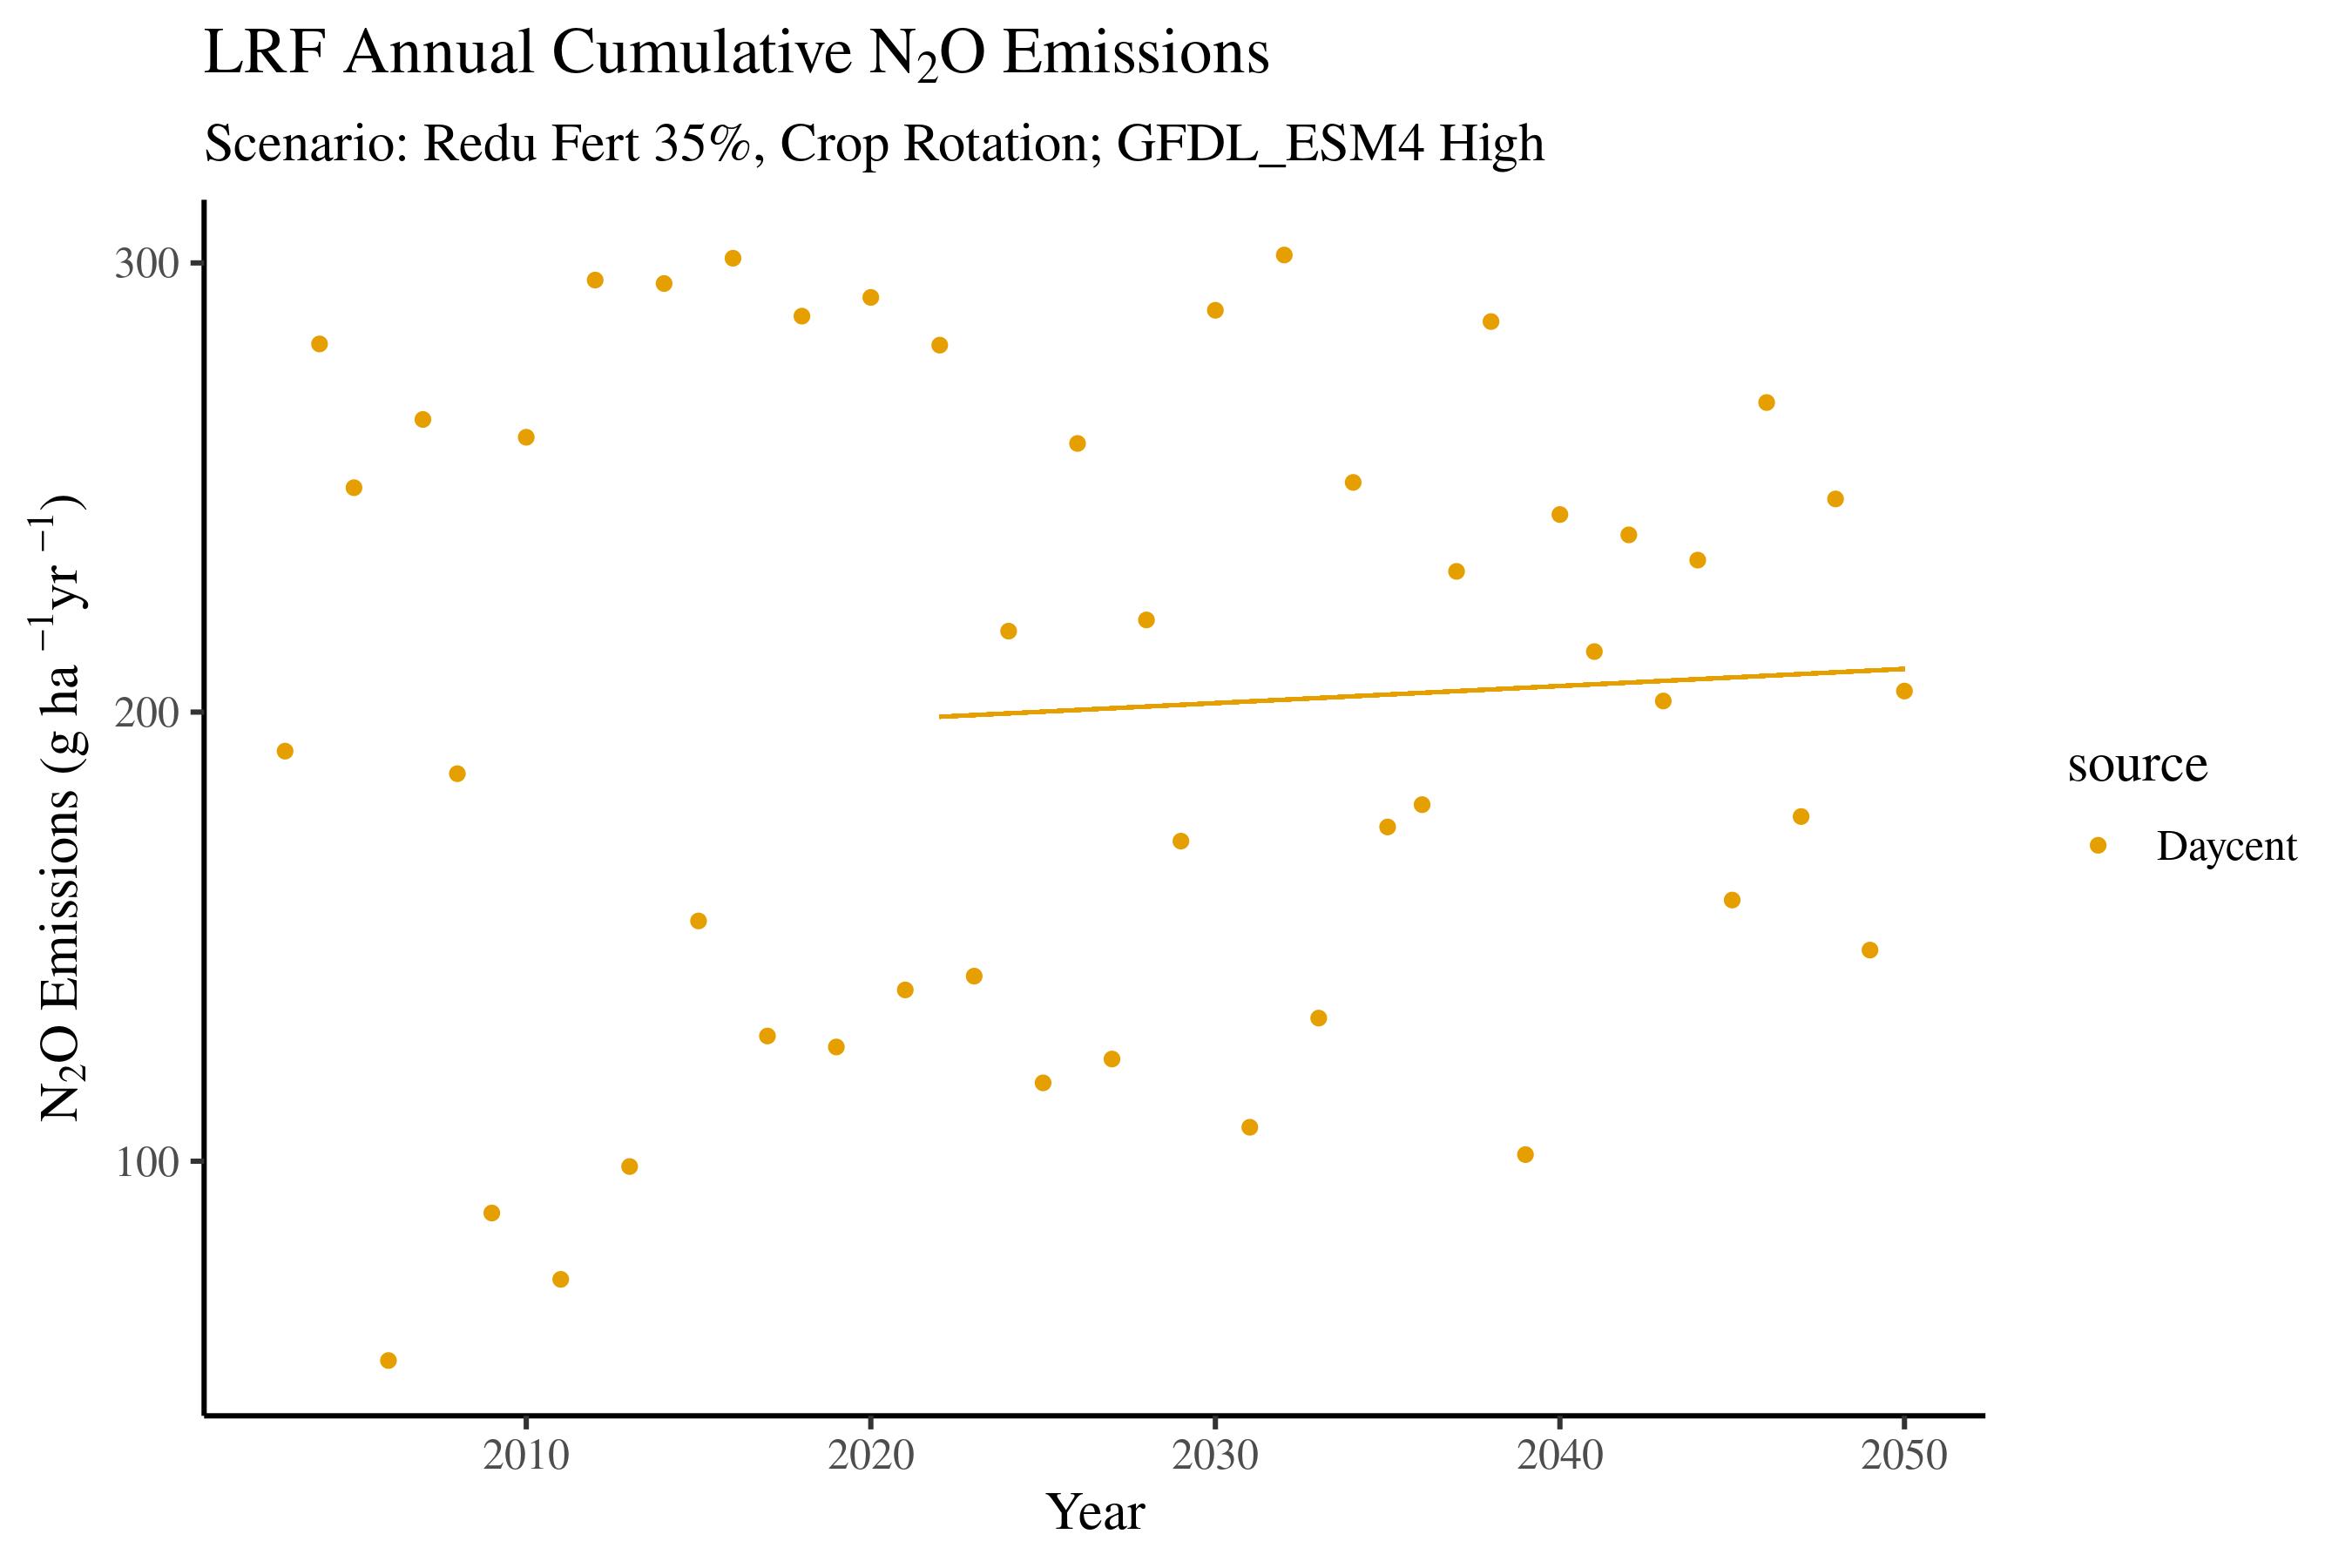 LRF Annual Cumulative N₂O Emissions
Scenario: Redu Fert 35%, Crop Rotation; GFDL_ESM4 High
N₂O Emissions (g ha⁻¹yr⁻¹)
300
200
100
2010 2020 2030 2040 2050
Year
source
Daycent